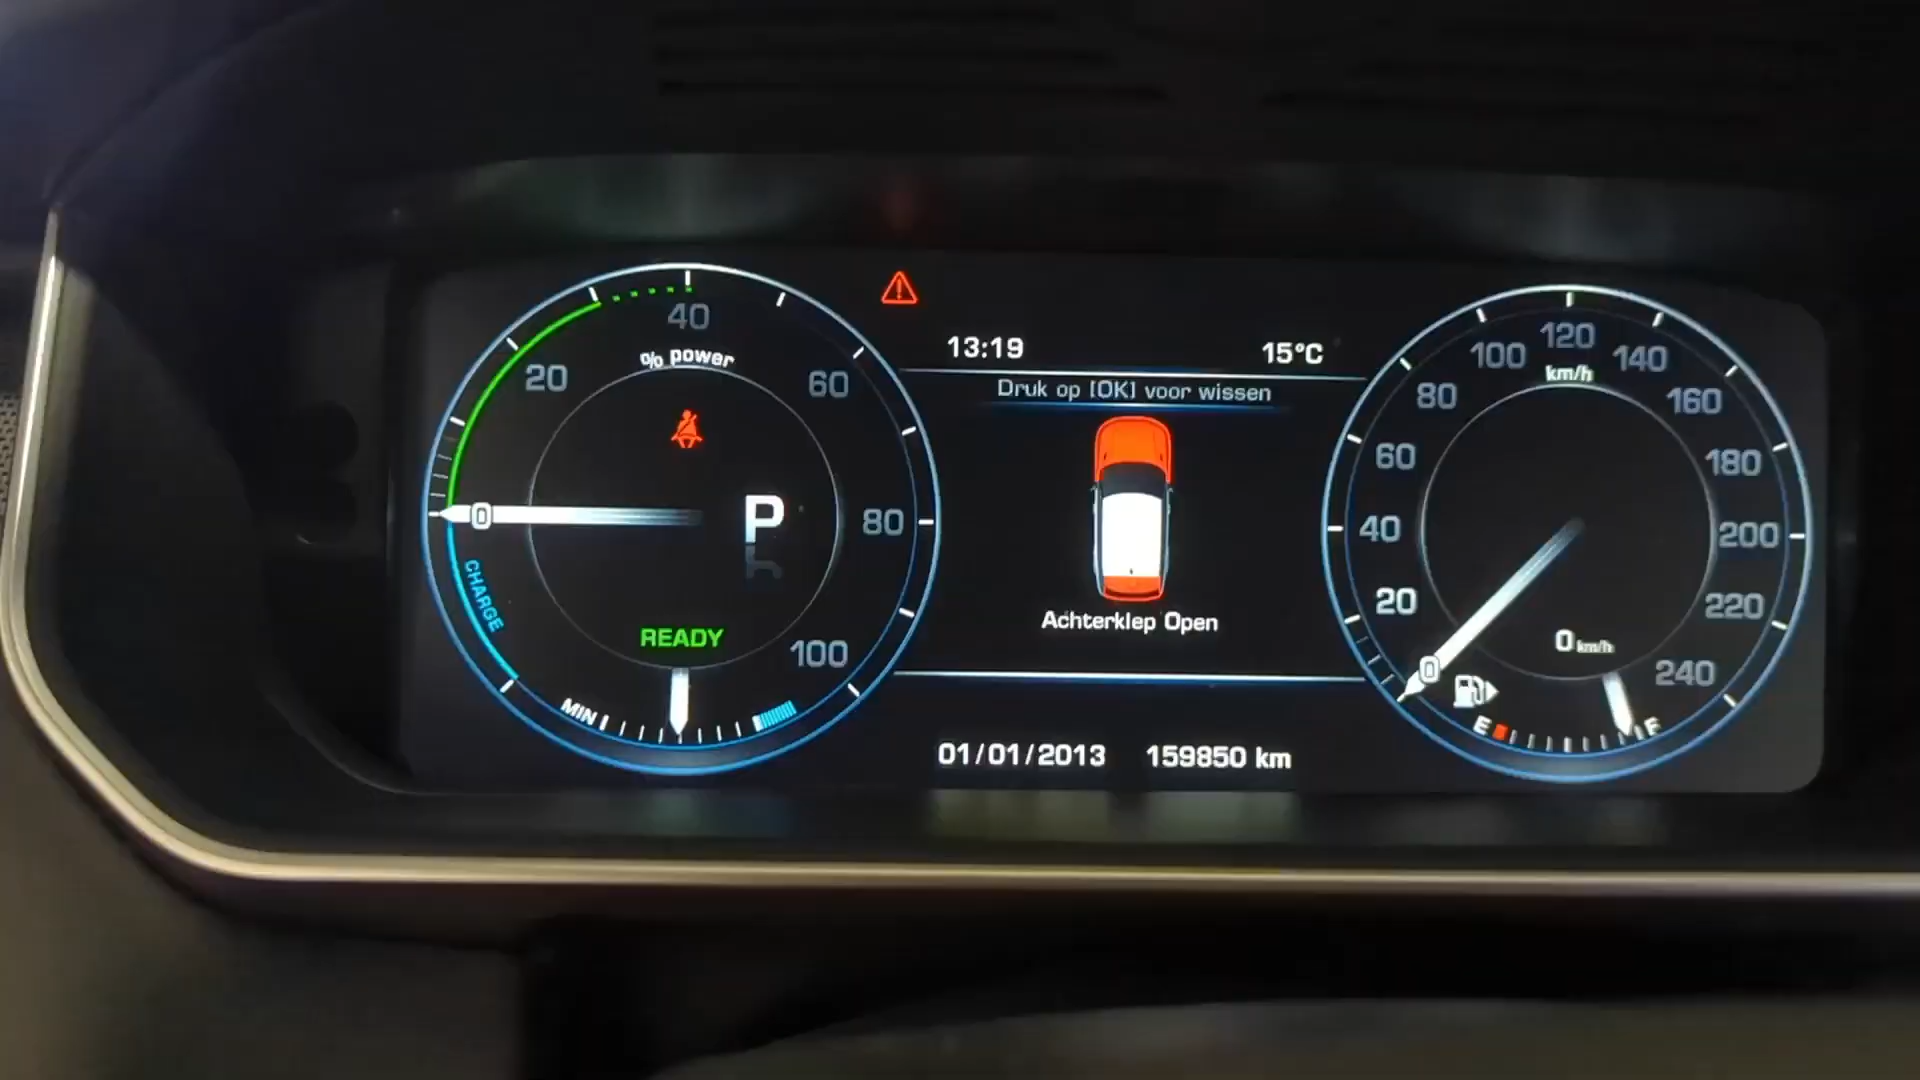 40
% power
20
60
0
P
80
CHARGE
READY
100
MIN
13:19
15°C
Druk op [OK] voor wissen
Achterklep Open
01/01/2013
159850 km
120
100
140
km/h
80
160
60
180
40
200
20
220
0 km/h
0
240
E
F